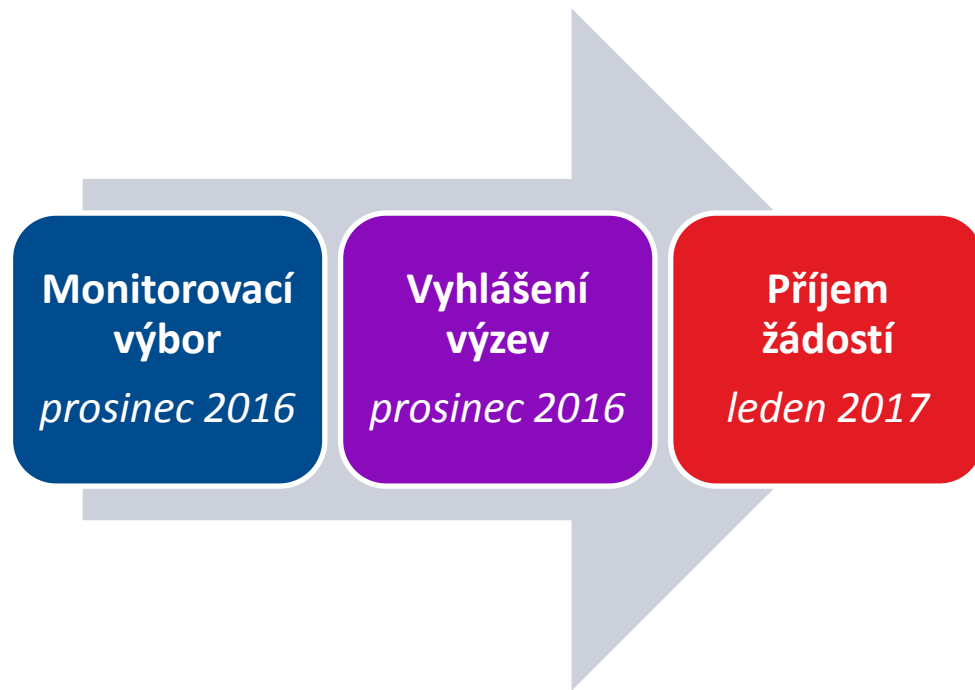 Monitorovací
výbor
prosinec 2016
Vyhlášení
výzev
prosinec 2016
Příjem
žádostí
leden 2017